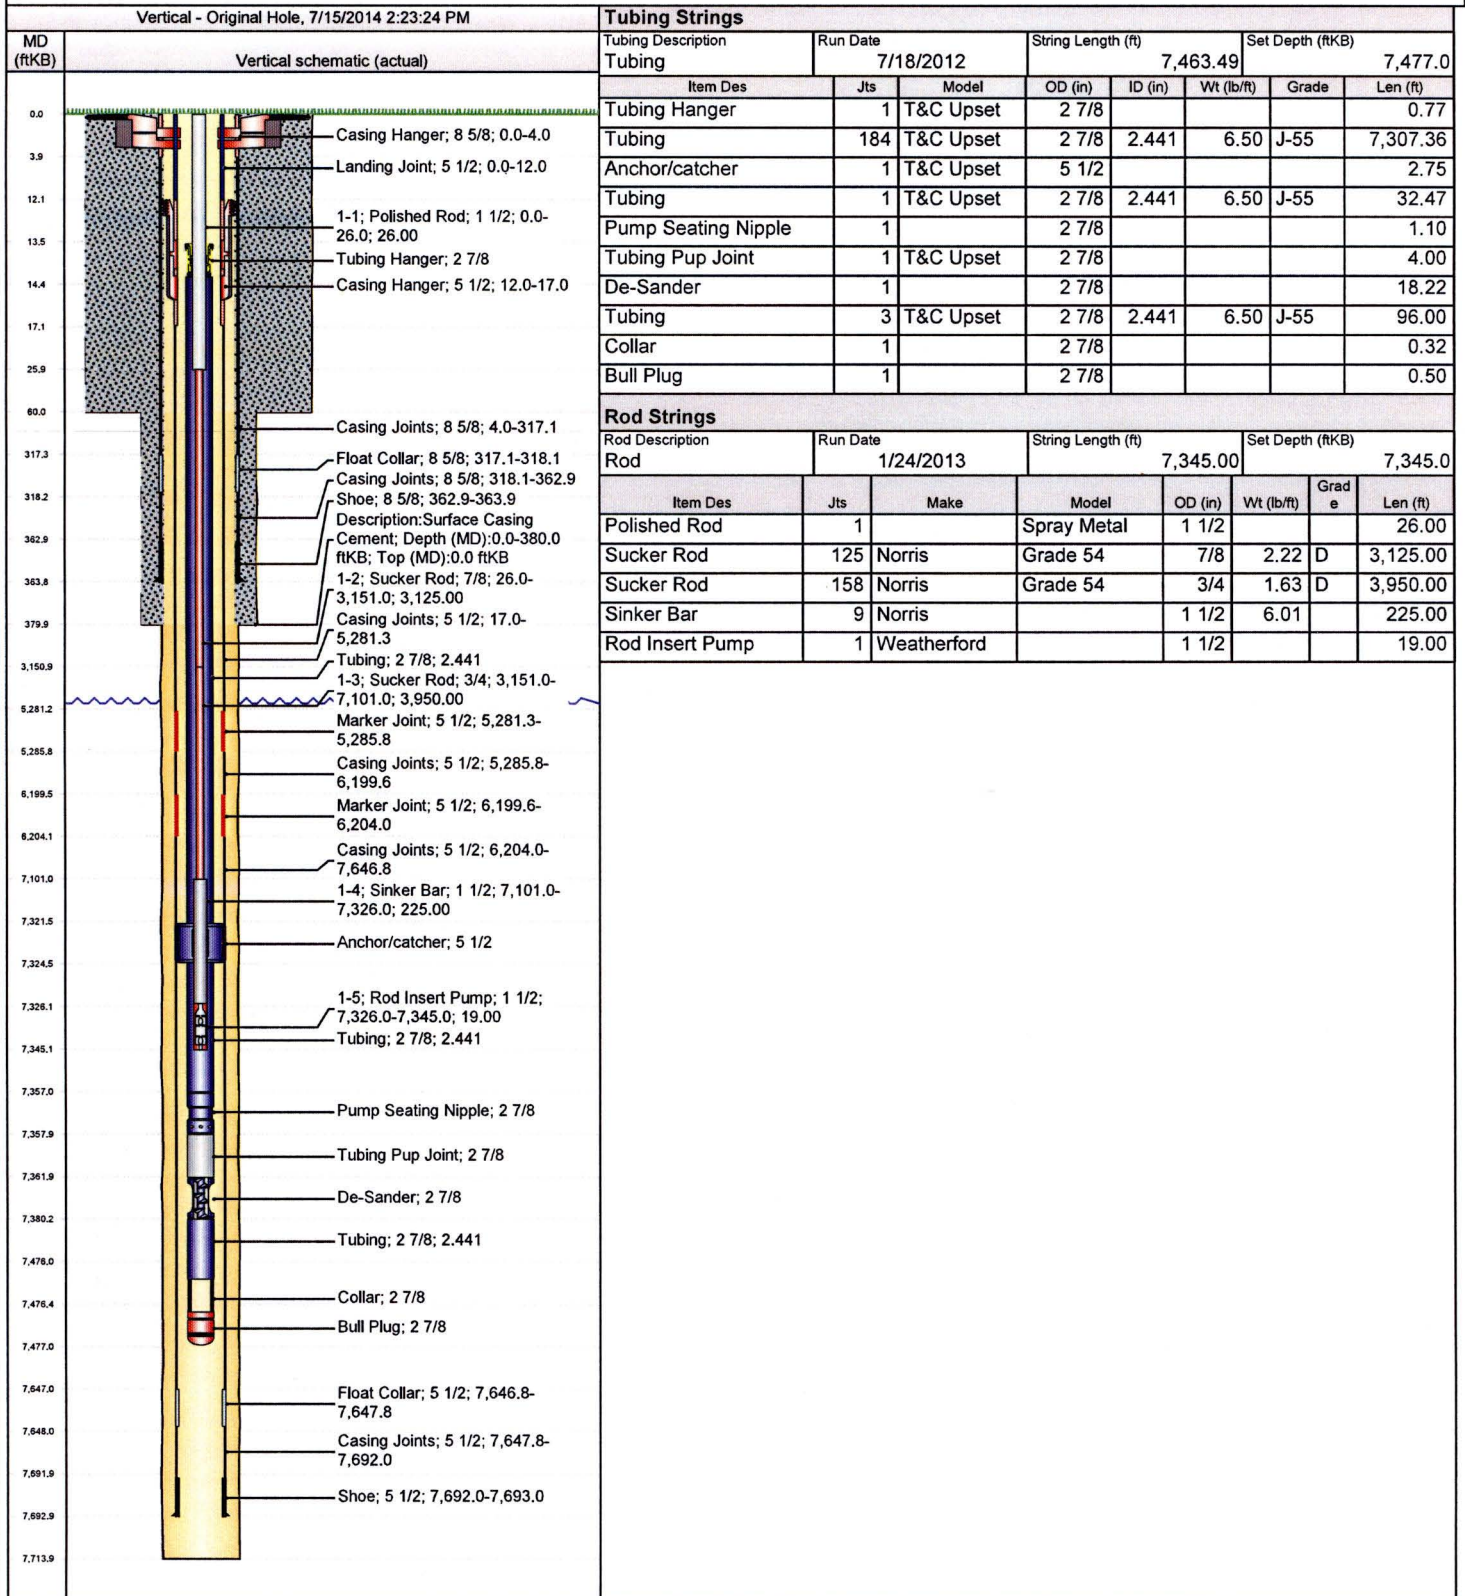 Vertical - Original Hole, 7/15/2014 2:23:24 PM
MD
(ftKB)
Vertical schematic (actual)
0.0
3.9
12.1
13.5
14.4
17.1
25.9
60.0
317.3
318.2
362.9
363.8
379.9
3,150.9
5,281.2
5,285.8
6,199.5
6,204.1
7,101.0
7,321.5
7,324.5
7,326.1
7,345.1
7,357.0
7,357.9
7,361.9
7,380.2
7,476.0
7,476.4
7,477.0
7,647.0
7,648.0
7,691.9
7,692.9
7,713.9
Casing Hanger; 8 5/8; 0.0-4.0
Landing Joint; 5 1/2; 0.0-12.0
1-1; Polished Rod; 1 1/2; 0.0-
26.0; 26.00
Tubing Hanger; 2 7/8
Casing Hanger; 5 1/2; 12.0-17.0
Casing Joints; 8 5/8; 4.0-317.1
Float Collar; 8 5/8; 317.1-318.1
Casing Joints; 8 5/8; 318.1-362.9
Shoe; 8 5/8; 362.9-363.9
Description:Surface Casing
Cement; Depth (MD):0.0-380.0
ftKB; Top (MD):0.0 ftKB
1-2; Sucker Rod; 7/8; 26.0-
3,151.0; 3,125.00
Casing Joints; 5 1/2; 17.0-
5,281.3
Tubing; 2 7/8; 2.441
1-3; Sucker Rod; 3/4; 3,151.0-
7,101.0; 3,950.00
Marker Joint; 5 1/2; 5,281.3-
5,285.8
Casing Joints; 5 1/2; 5,285.8-
6,199.6
Marker Joint; 5 1/2; 6,199.6-
6,204.0
Casing Joints; 5 1/2; 6,204.0-
7,646.8
1-4; Sinker Bar; 1 1/2; 7,101.0-
7,326.0; 225.00
Anchor/catcher; 5 1/2
1-5; Rod Insert Pump; 1 1/2;
7,326.0-7,345.0; 19.00
Tubing; 2 7/8; 2.441
Pump Seating Nipple; 2 7/8
Tubing Pup Joint; 2 7/8
De-Sander; 2 7/8
Tubing; 2 7/8; 2.441
Collar; 2 7/8
Bull Plug; 2 7/8
Float Collar; 5 1/2; 7,646.8-
7,647.8
Casing Joints; 5 1/2; 7,647.8-
7,692.0
Shoe; 5 1/2; 7,692.0-7,693.0
Tubing Strings
Tubing Description Run Date String Length (ft) Set Depth (ftKB)
Tubing 7/18/2012 7,463.49 7,477.0
Item Des Jts Model OD (in) ID (in) Wt (lb/ft) Grade Len (ft)
Tubing Hanger 1 T&C Upset 2 7/8 0.77
Tubing 184 T&C Upset 2 7/8 2.441 6.50 J-55 7,307.36
Anchor/catcher 1 T&C Upset 5 1/2 2.75
Tubing 1 T&C Upset 2 7/8 2.441 6.50 J-55 32.47
Pump Seating Nipple 1 2 7/8 1.10
Tubing Pup Joint 1 T&C Upset 2 7/8 4.00
De-Sander 1 2 7/8 18.22
Tubing 3 T&C Upset 2 7/8 2.441 6.50 J-55 96.00
Collar 1 2 7/8 0.32
Bull Plug 1 2 7/8 0.50
Rod Strings
Rod Description Run Date String Length (ft) Set Depth (ftKB)
Rod 1/24/2013 7,345.00 7,345.0
Item Des Jts Make Model OD (in) Wt (lb/ft) Grad e Len (ft)
Polished Rod 1 Spray Metal 1 1/2 26.00
Sucker Rod 125 Norris Grade 54 7/8 2.22 D 3,125.00
Sucker Rod 158 Norris Grade 54 3/4 1.63 D 3,950.00
Sinker Bar 9 Norris 1 1/2 6.01 225.00
Rod Insert Pump 1 Weatherford 1 1/2 19.00